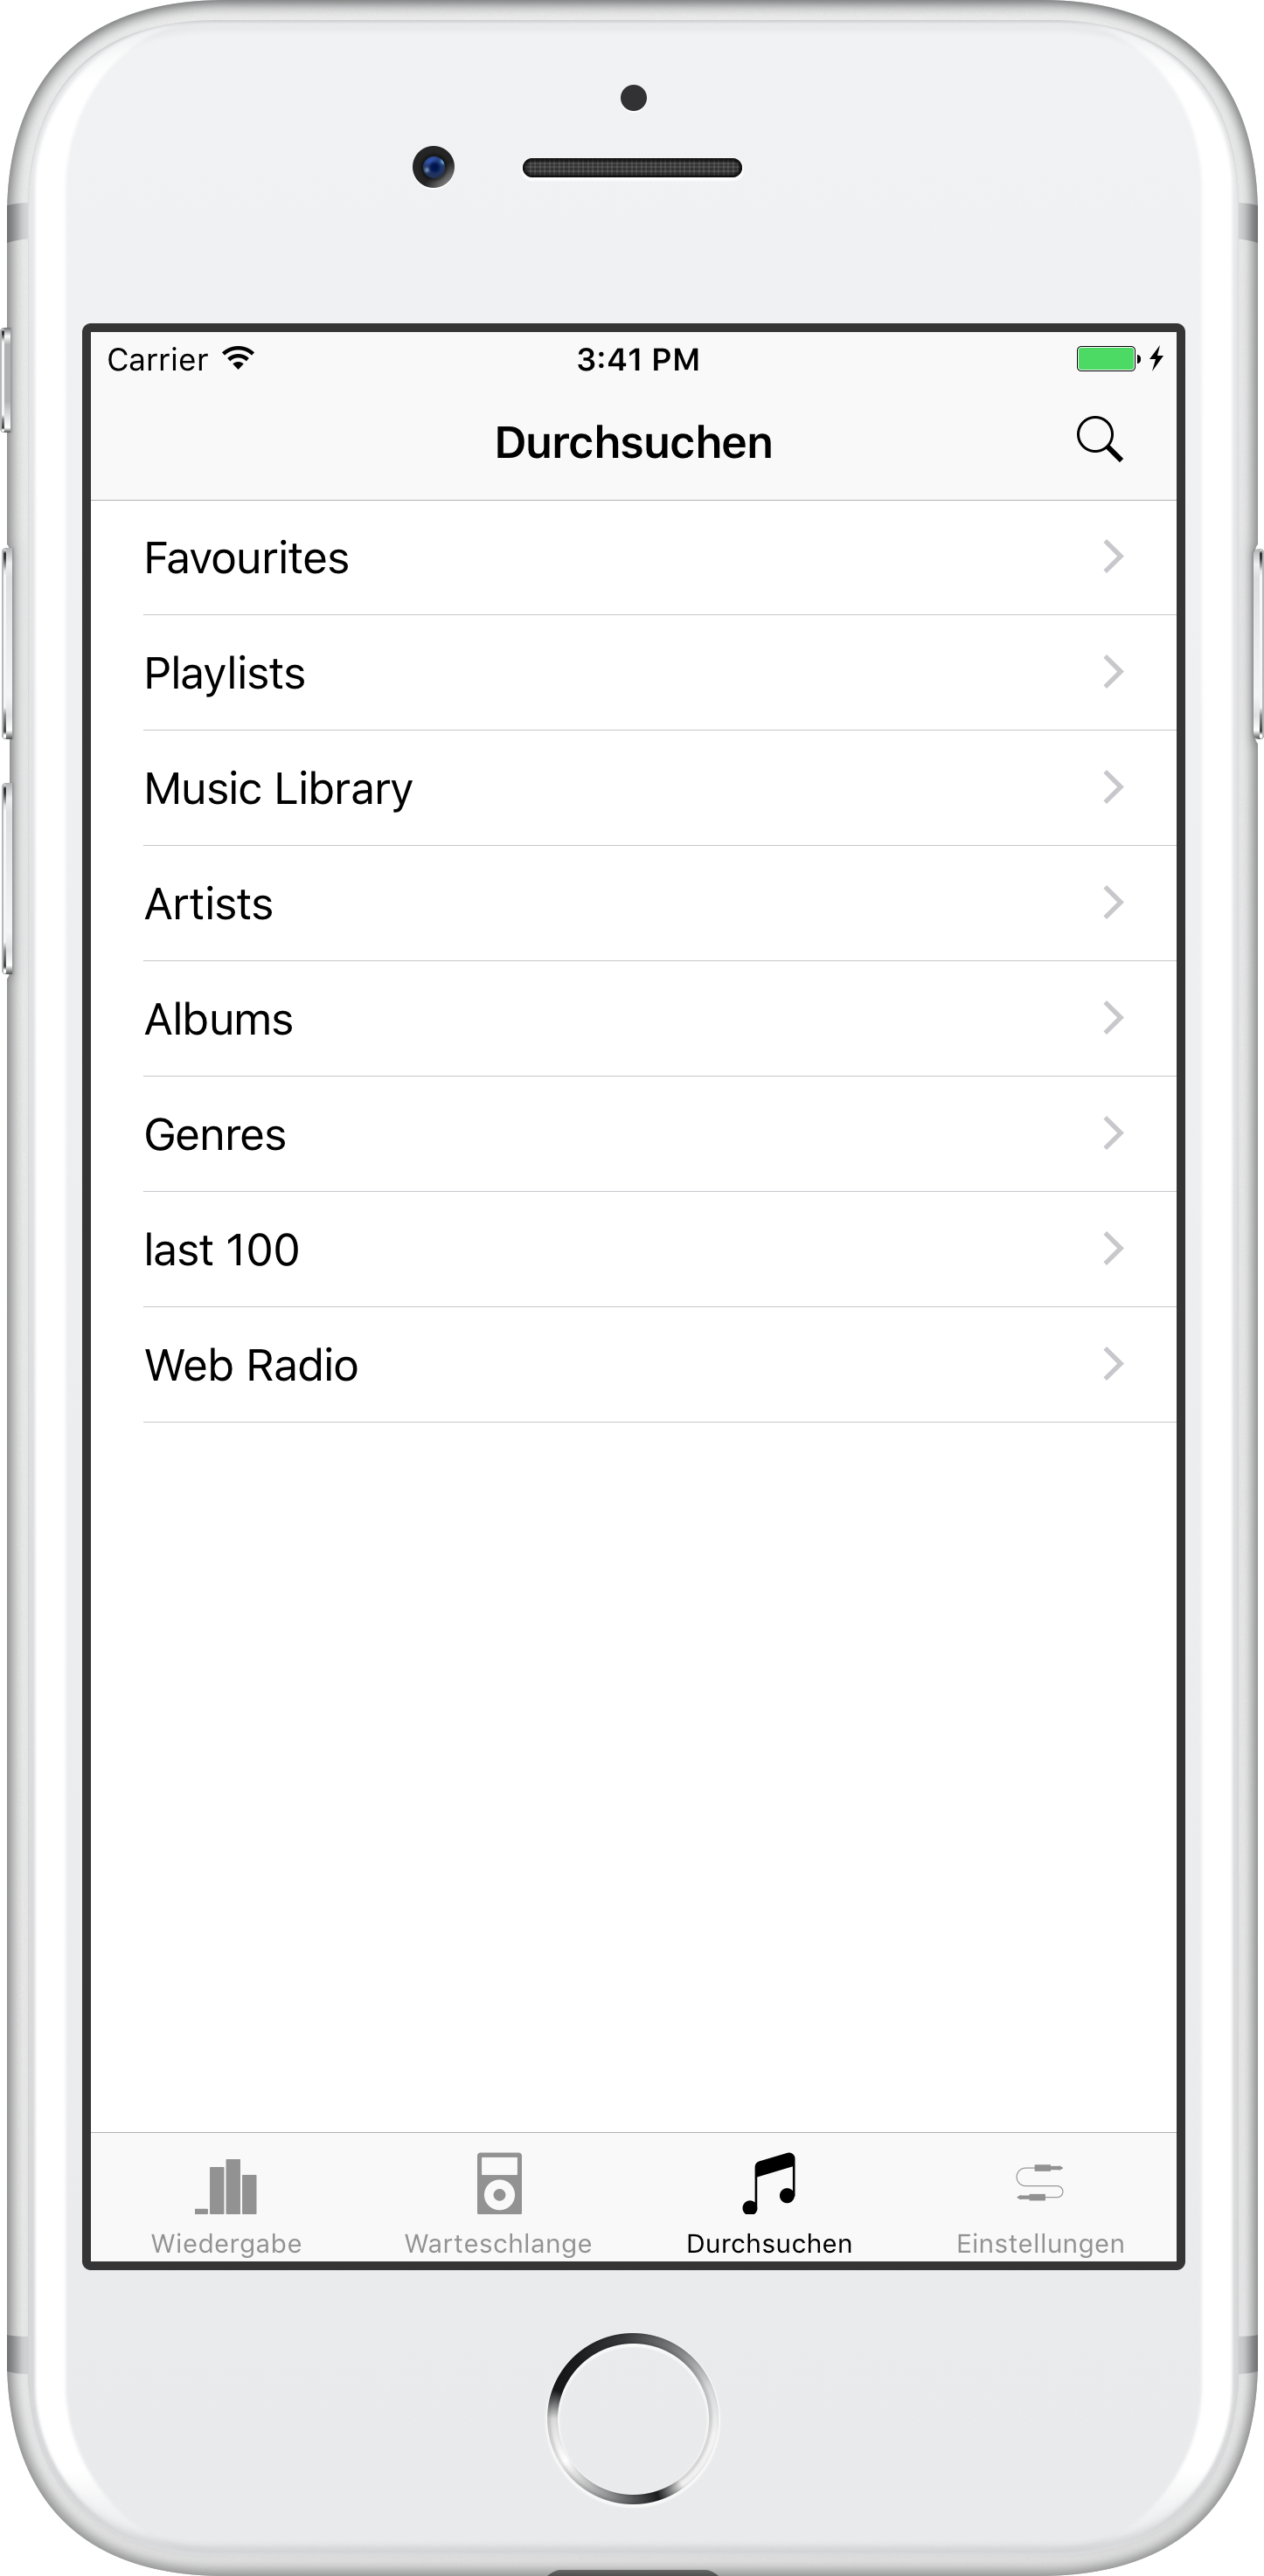 Carrier 3:41 PM
Durchsuchen
Favourites
Playlists
Music Library
Artists
Albums
Genres
last 100
Web Radio
Wiedergabe Warteschlange Durchsuchen Einstellungen